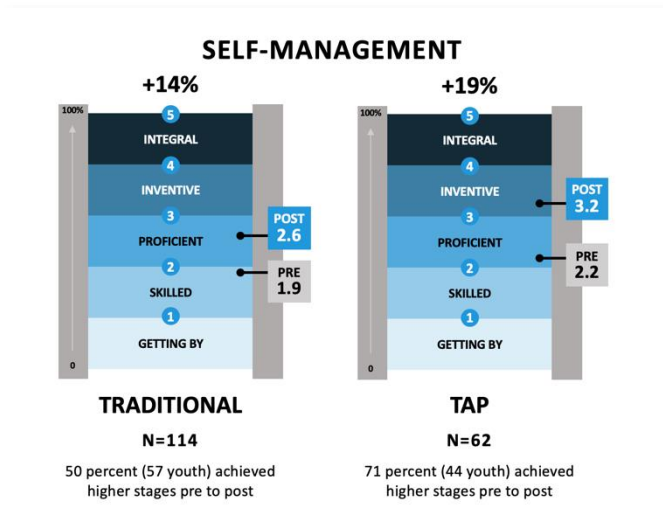 SELF-MANAGEMENT
+14%
100%
5
INTEGRAL
4
INVENTIVE
3
PROFICIENT
2
SKILLED
1
GETTING BY
0
POST
2.6
PRE
1.9
TRADITIONAL
N=114
50 percent (57 youth) achieved
higher stages pre to post
+19%
100%
5
INTEGRAL
4
INVENTIVE
3
PROFICIENT
2
SKILLED
1
GETTING BY
0
POST
3.2
PRE
2.2
TAP
N=62
71 percent (44 youth) achieved
higher stages pre to post